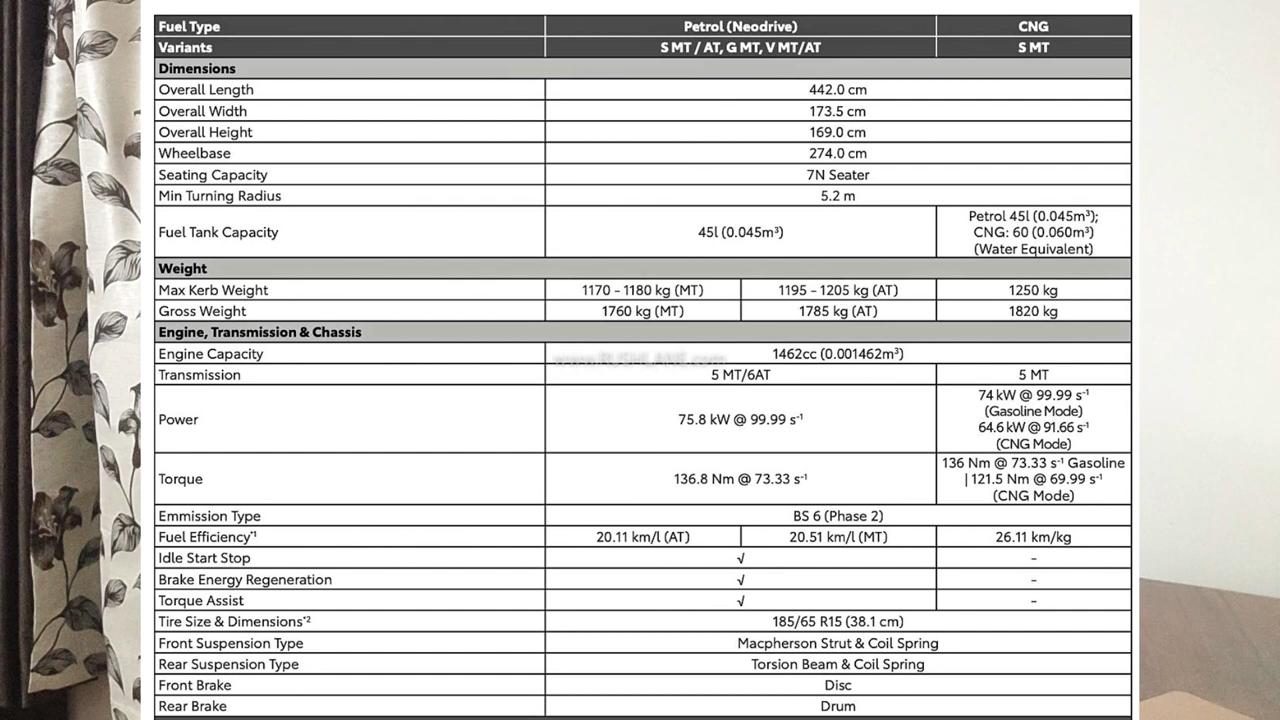 Fuel Type Petrol (Neodrive) CNG
Variants S MT / AT, G MT, V MT/AT S MT
Dimensions
Overall Length 442.0 cm
Overall Width 173.5 cm
Overall Height 169.0 cm
Wheelbase 274.0 cm
Seating Capacity 7N Seater
Min Turning Radius 5.2 m
Fuel Tank Capacity 45l (0.045m³) Petrol 45l (0.045m³);
CNG: 60 (0.060m³)
(Water Equivalent)
Weight
Max Kerb Weight 1170 - 1180 kg (MT) 1195 - 1205 kg (AT) 1250 kg
Gross Weight 1760 kg (MT) 1785 kg (AT) 1820 kg
Engine, Transmission & Chassis
Engine Capacity 1462cc (0.001462m³)
www.RUSHLANE.com
Transmission 5 MT/6AT 5 MT
Power 75.8 kW @ 99.99 s⁻¹ 74 kW @ 99.99 s⁻¹
(Gasoline Mode)
64.6 kW @ 91.66 s⁻¹
(CNG Mode)
Torque 136.8 Nm @ 73.33 s⁻¹ 136 Nm @ 73.33 s⁻¹ Gasoline
| 121.5 Nm @ 69.99 s⁻¹
(CNG Mode)
Emmission Type BS 6 (Phase 2)
Fuel Efficiency*¹ 20.11 km/l (AT) 20.51 km/l (MT) 26.11 km/kg
Idle Start Stop √ -
Brake Energy Regeneration √ -
Torque Assist √ -
Tire Size & Dimensions*² 185/65 R15 (38.1 cm)
Front Suspension Type Macpherson Strut & Coil Spring
Rear Suspension Type Torsion Beam & Coil Spring
Front Brake Disc
Rear Brake Drum